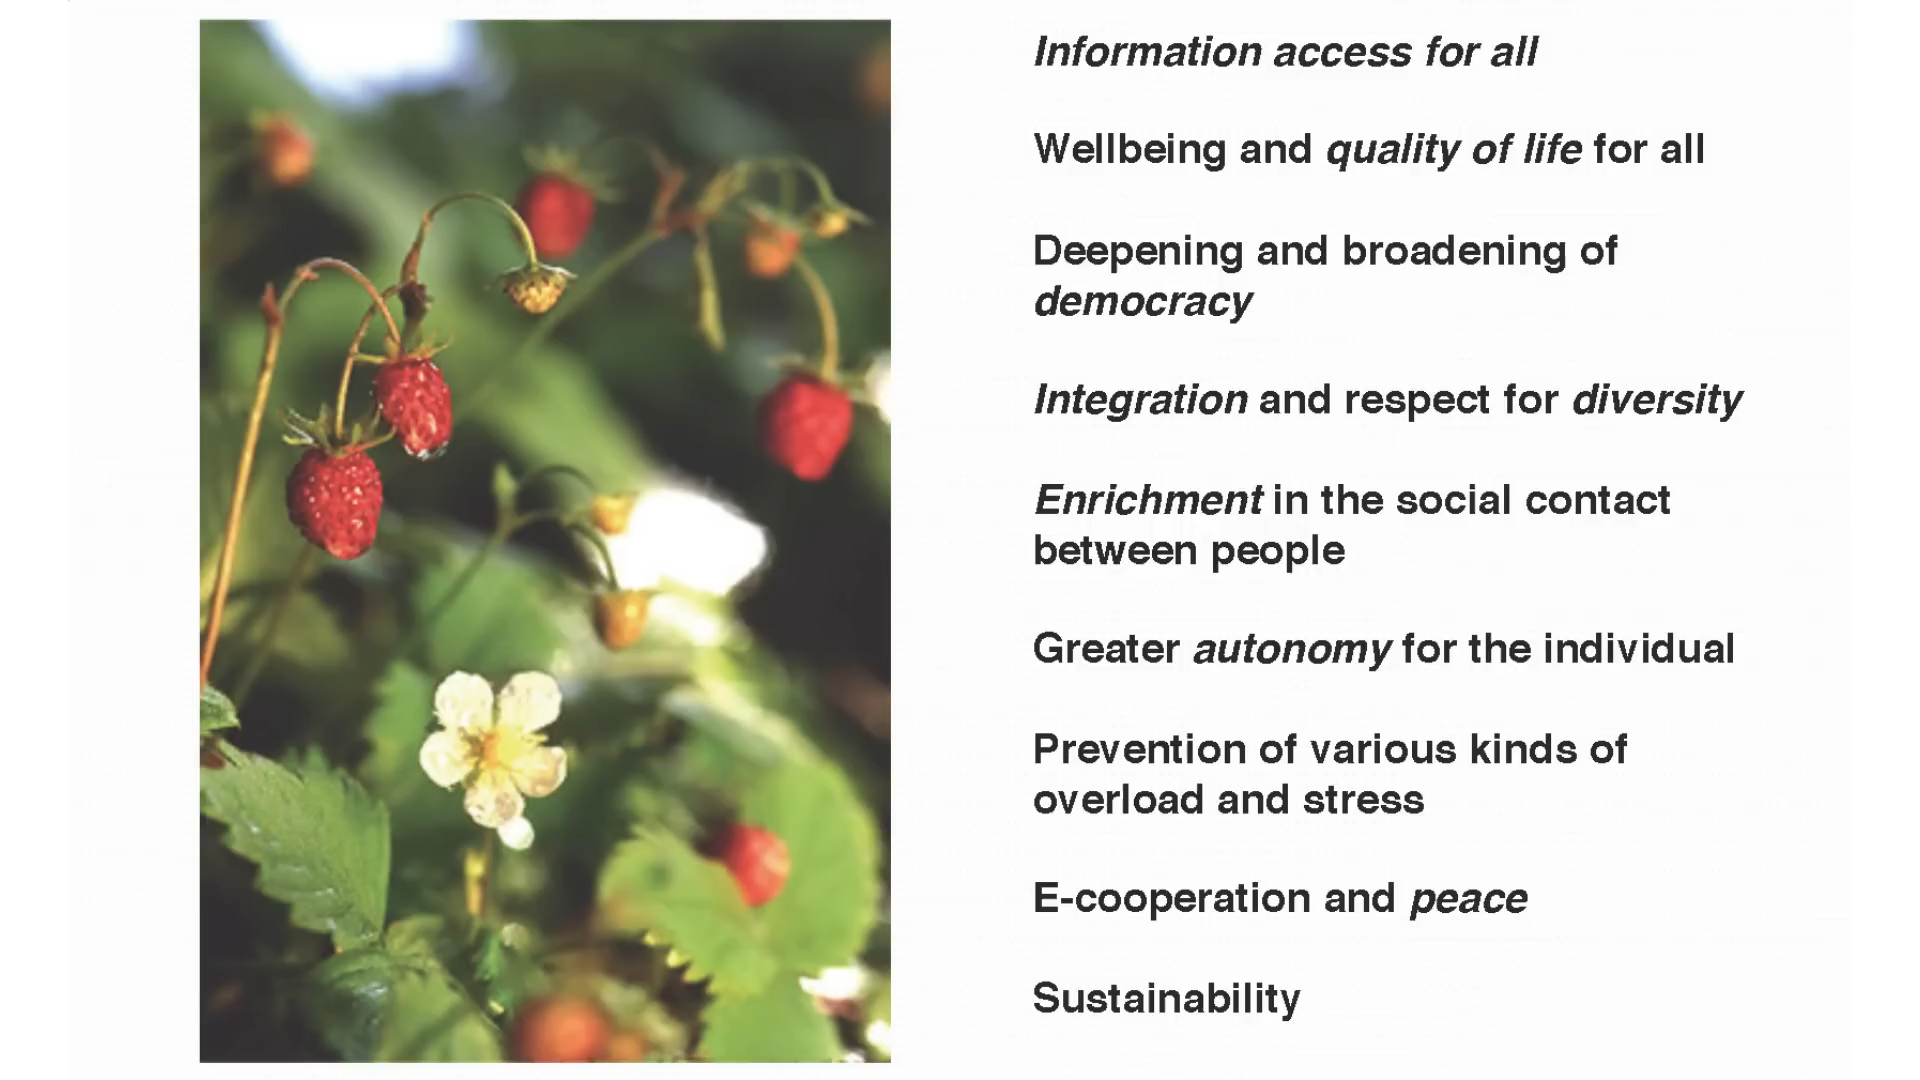 Information access for all
Wellbeing and quality of life for all
Deepening and broadening of
democracy
Integration and respect for diversity
Enrichment in the social contact
between people
Greater autonomy for the individual
Prevention of various kinds of
overload and stress
E-cooperation and peace
Sustainability